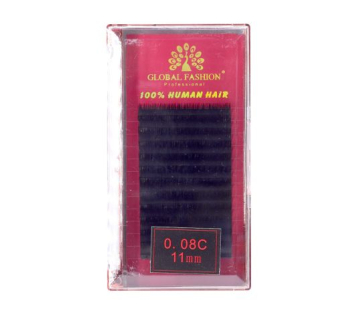 GLOBAL FASHION®
Professional
100% HUMAN HAIR
0.08C
11mm